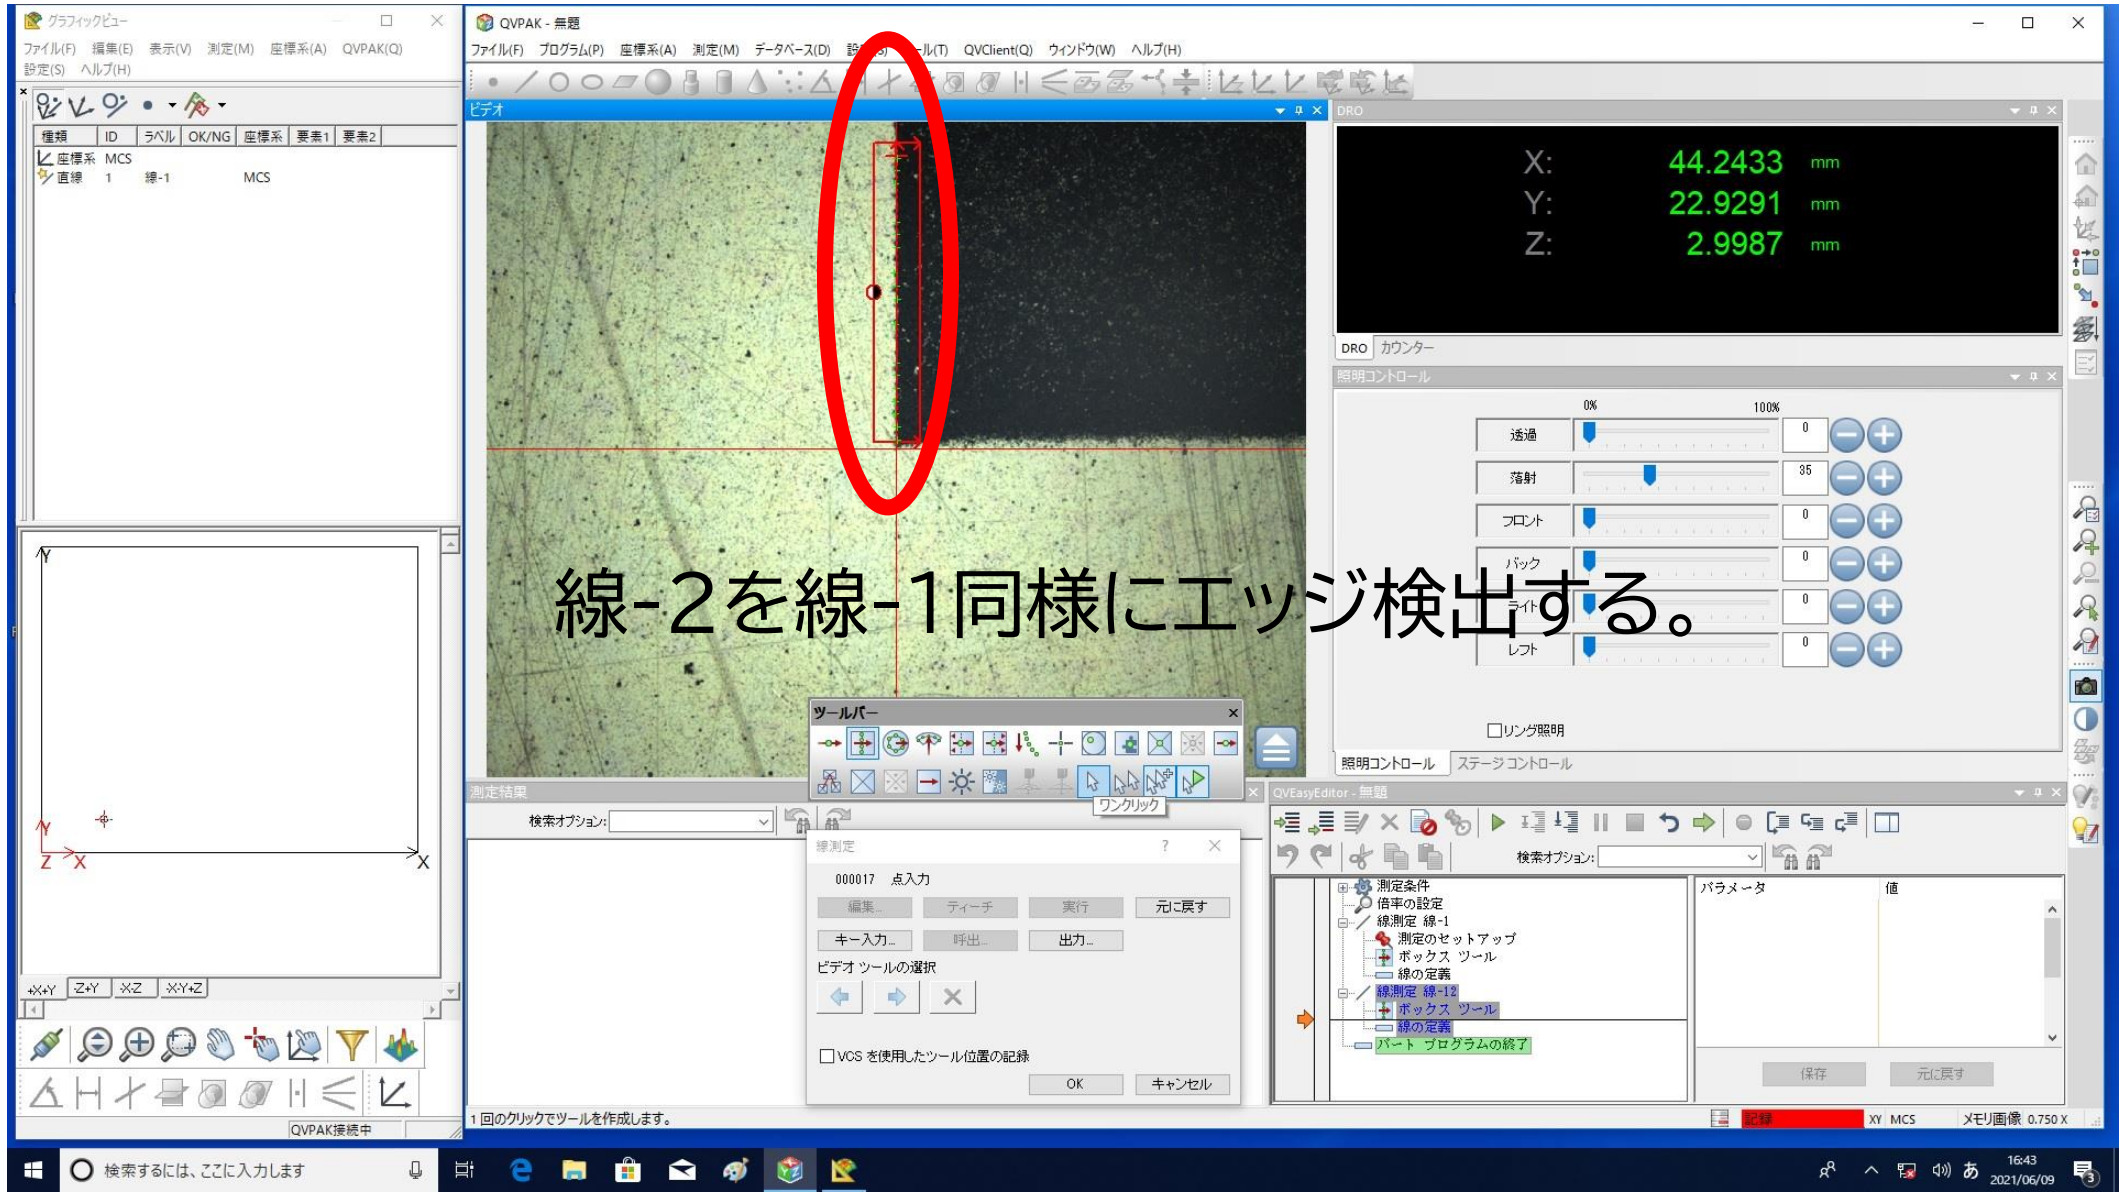 グラフィックビュー
ファイル(F) 編集(E) 表示(V) 測定(M) 座標系(A) QVPAK(Q)
設定(S) ヘルプ(H)
種類 ID ラベル OK/NG 座標系 要素1 要素2
座標系 MCS
直線 1 線-1 MCS
Y
X
Y
Z X
+X+Y Z+Y X-Z X-Y+Z
QVPAK接続中
QVPAK - 無題
ファイル(F) プログラム(P) 座標系(A) 測定(M) データベース(D) ール(T) QVClient(Q) ウィンドウ(W) ヘルプ(H)
ビデオ
線-2を線-1同様にエッジ検出する。
ツールバー
ワンクリック
測定結果
検索オプション:
線測定
000017 点入力
編集... ティーチ 実行 元に戻す
キー入力... 呼出... 出力...
ビデオ ツールの選択
VCS を使用したツール位置の記録
OK キャンセル
1 回のクリックでツールを作成します。
DRO
X: 44.2433 mm
Y: 22.9291 mm
Z: 2.9987 mm
DRO カウンター
照明コントロール
0% 100%
透過 0
落射 35
フロント 0
バック 0
ライト 0
レフト 0
リング照明
照明コントロール ステージ コントロール
QVEasyEditor - 無題
検索オプション:
測定条件
倍率の設定
線測定 線-1
測定のセットアップ
ボックス ツール
線の定義
線測定 線-12
ボックス ツール
線の定義
パート プログラムの終了
パラメータ 値
保存 元に戻す
記録 XY MCS メモリ画像 0.750 X
検索するには、ここに入力します
あ
16:43
2021/06/09
3